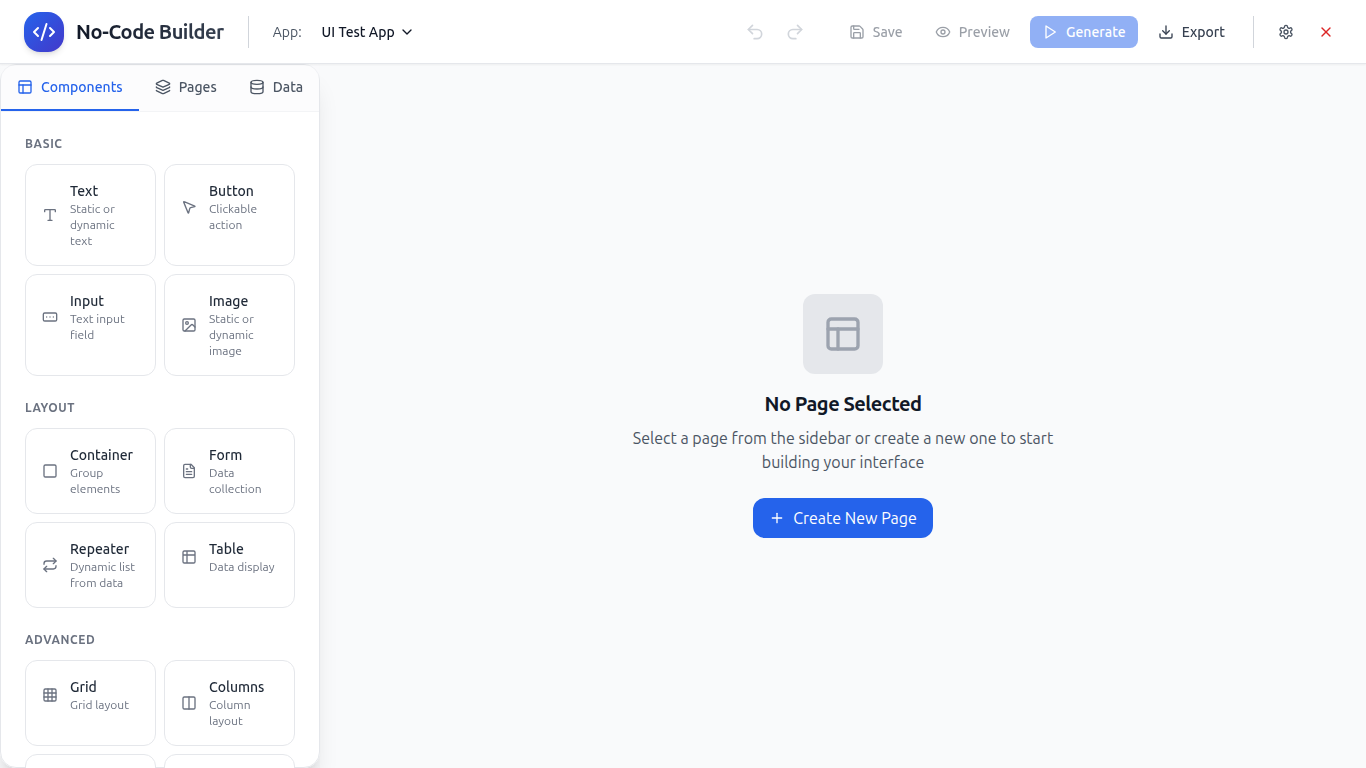 No-Code Builder
App:
UI Test App
Save
Preview
Generate
Export
Components
Pages
Data
BASIC
Text
Static or
dynamic
text
Button
Clickable
action
Input
Text input
field
Image
Static or
dynamic
image
LAYOUT
Container
Group
elements
Form
Data
collection
Repeater
Dynamic list
from data
Table
Data display
ADVANCED
Grid
Grid layout
Columns
Column
layout
No Page Selected
Select a page from the sidebar or create a new one to start
building your interface
Create New Page